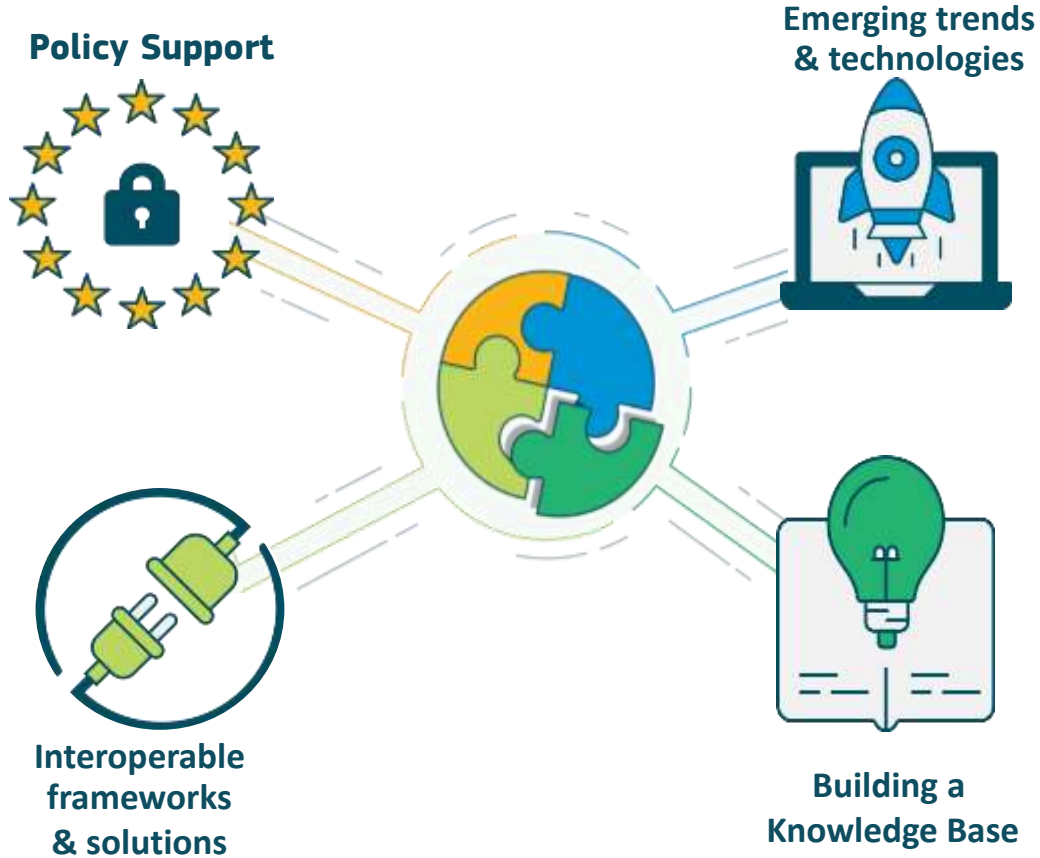 Policy Support
Emerging trends
& technologies
Interoperable
frameworks
& solutions
Building a
Knowledge Base